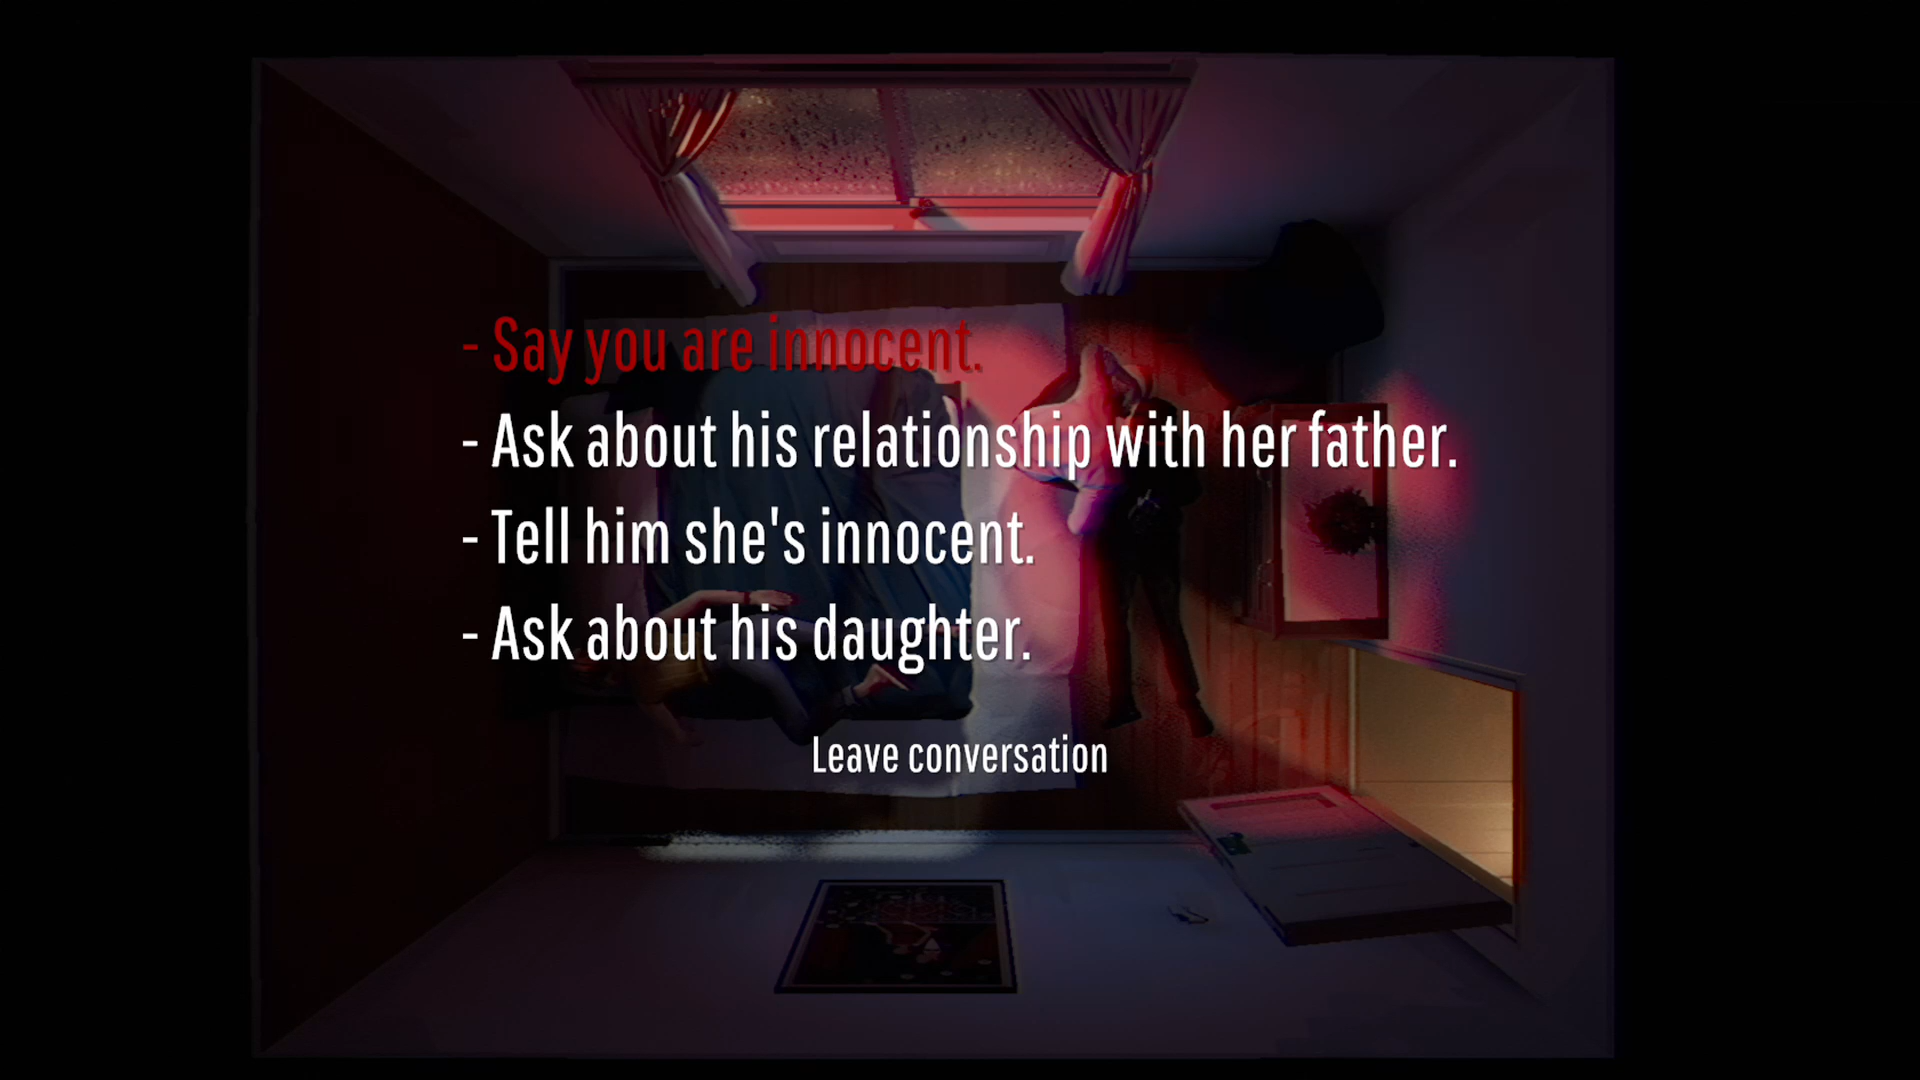 - Say you are innocent.
- Ask about his relationship with her father.
- Tell him she's innocent.
- Ask about his daughter.
Leave conversation